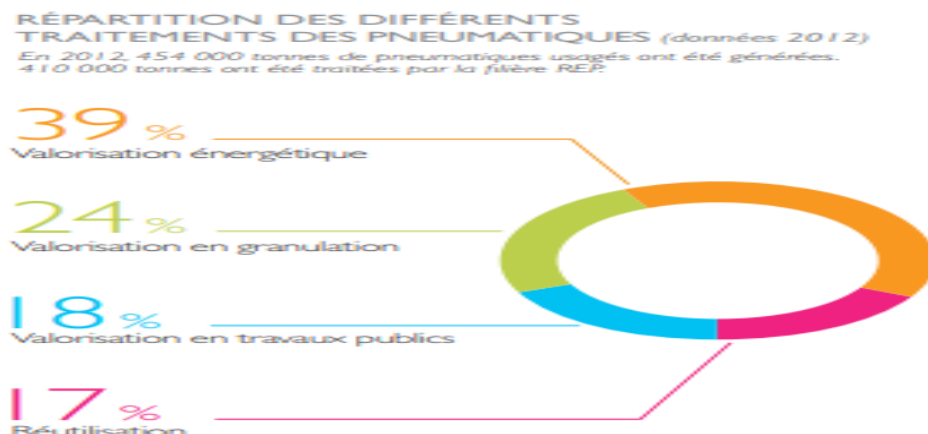 RÉPARTITION DES DIFFÉRENTS
TRAITEMENTS DES PNEUMATIQUES (données 2012)
En 2012, 454 000 tonnes de pneumatiques usagés ont été générées.
410 000 tonnes ont été traitées par la filière REP.
39 %
Valorisation énergétique
24 %
Valorisation en granulation
18 %
Valorisation en travaux publics
17 %
Réutilisation